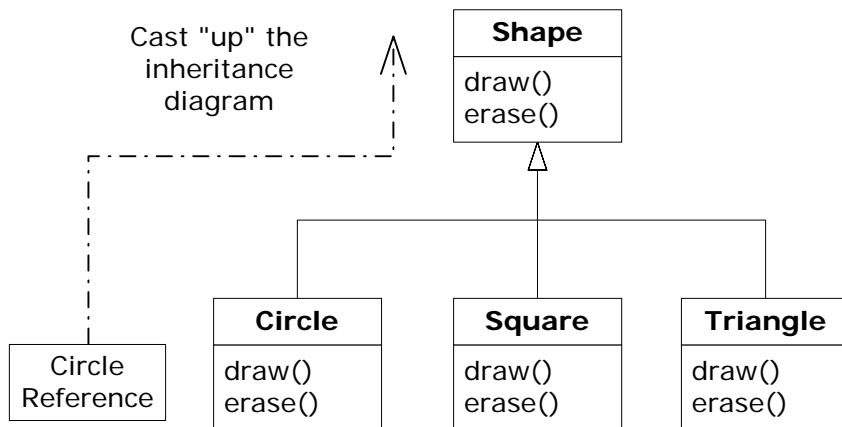 Cast "up" the
inheritance
diagram
Shape
draw()
erase()
Circle
Reference
Circle
draw()
erase()
Square
draw()
erase()
Triangle
draw()
erase()